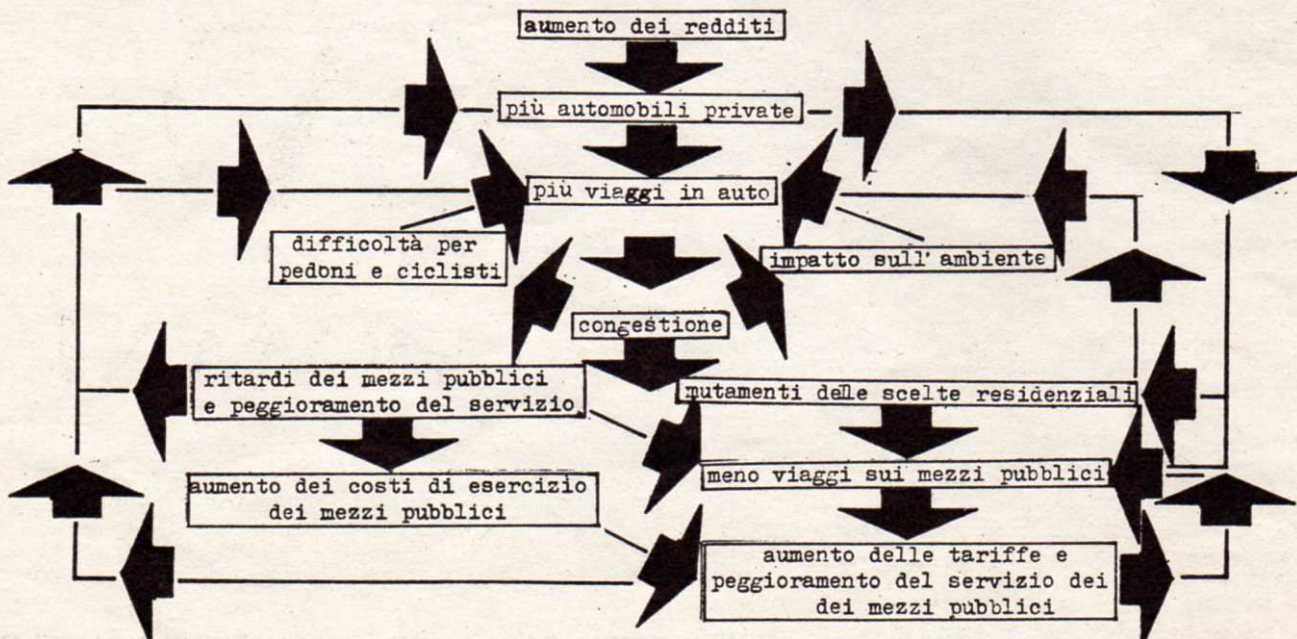 aumento dei redditi
più automobili private
più viaggi in auto
difficoltà per
pedoni e ciclisti
impatto sull'ambiente
congestione
ritardi dei mezzi pubblici
e peggioramento del servizio
mutamenti delle scelte residenziali
meno viaggi sui mezzi pubblici
aumento dei costi di esercizio
dei mezzi pubblici
aumento delle tariffe e
peggioramento del servizio dei
dei mezzi pubblici